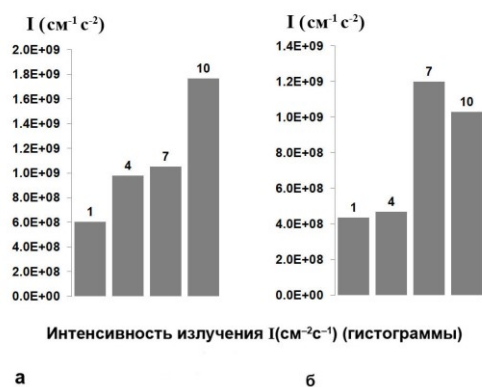 I (см⁻¹ с⁻²)
2.0E+09
1.8E+09
1.6E+09
1.4E+09
1.2E+09
1.0E+09
8.0E+08
6.0E+08
4.0E+08
2.0E+08
0.0E+00
1
4
7
10
I (см⁻¹ с⁻²)
1.4E+09
1.2E+09
1.0E+09
8.0E+08
6.0E+08
4.0E+08
2.0E+08
0.0E+00
1
4
7
10
Интенсивность излучения I(см⁻²с⁻¹) (гистограммы)
а
б